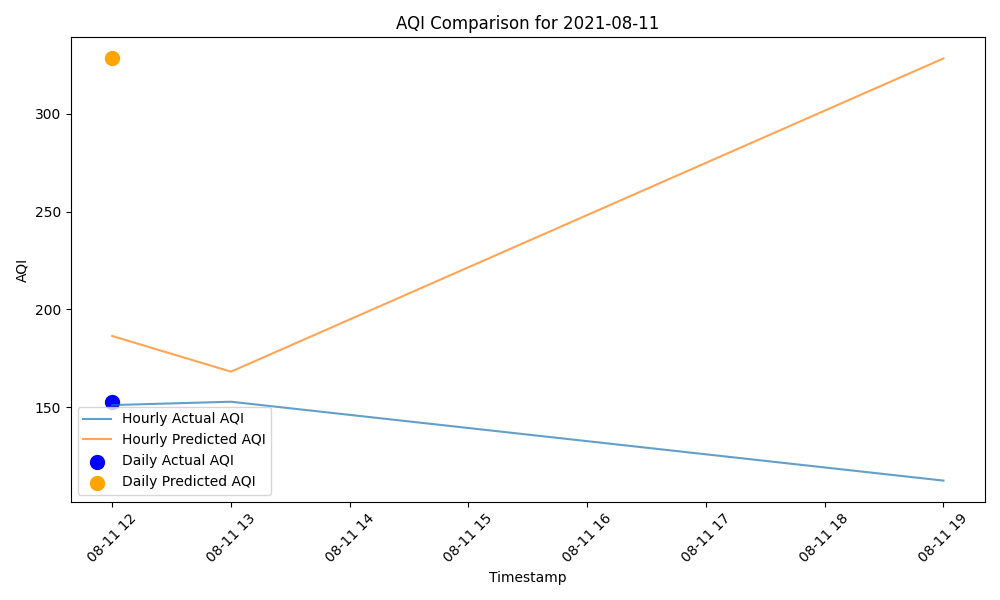 AQI Comparison for 2021-08-11
AQI
300
250
200
150
Hourly Actual AQI
Hourly Predicted AQI
Daily Actual AQI
Daily Predicted AQI
08-11 12
08-11 13
08-11 14
08-11 15
08-11 16
08-11 17
08-11 18
08-11 19
Timestamp